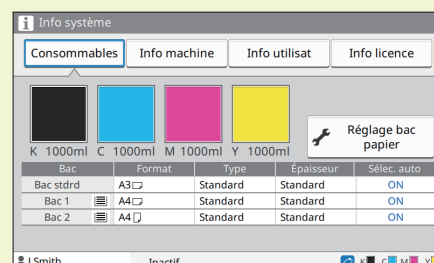 Info système
Consommables Info machine Info utilisat Info licence
K 1000ml C 1000ml M 1000ml Y 1000ml
Réglage bac
papier
Bac Format Type Épaisseur Sélec. auto
Bac stdrd A3 Standard Standard ON
Bac 1 A4 Standard Standard ON
Bac 2 A4 Standard Standard ON
J.Smith Inactif K C M Y